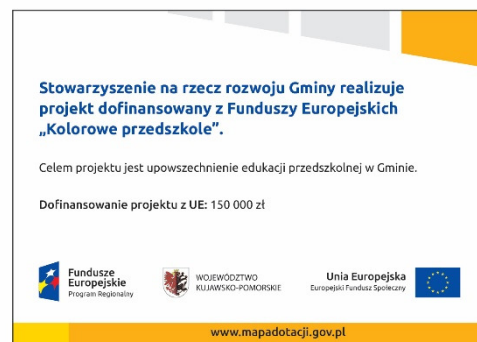 Stowarzyszenie na rzecz rozwoju Gminy realizuje
projekt dofinansowany z Funduszy Europejskich
„Kolorowe przedszkole”.
Celem projektu jest upowszechnienie edukacji przedszkolnej w Gminie.
Dofinansowanie projektu z UE: 150 000 zł
Fundusze
Europejskie
Program Regionalny
WOJEWÓDZTWO
KUJAWSKO-POMORSKIE
Unia Europejska
Europejski Fundusz Społeczny
www.mapadotacji.gov.pl